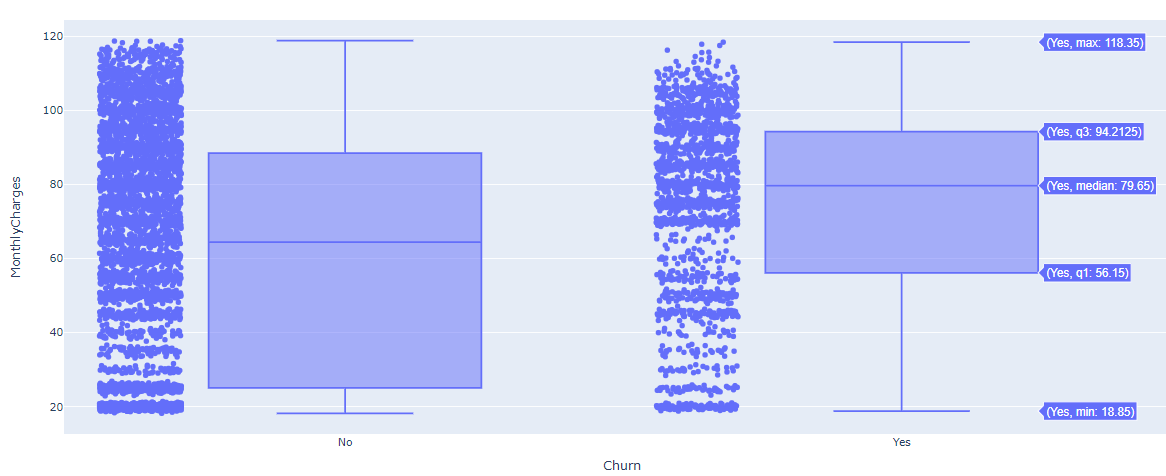 MonthlyCharges
120
100
80
60
40
20
(Yes, max: 118.35)
(Yes, q3: 94.2125)
(Yes, median: 79.65)
(Yes, q1: 56.15)
(Yes, min: 18.85)
No
Yes
Churn